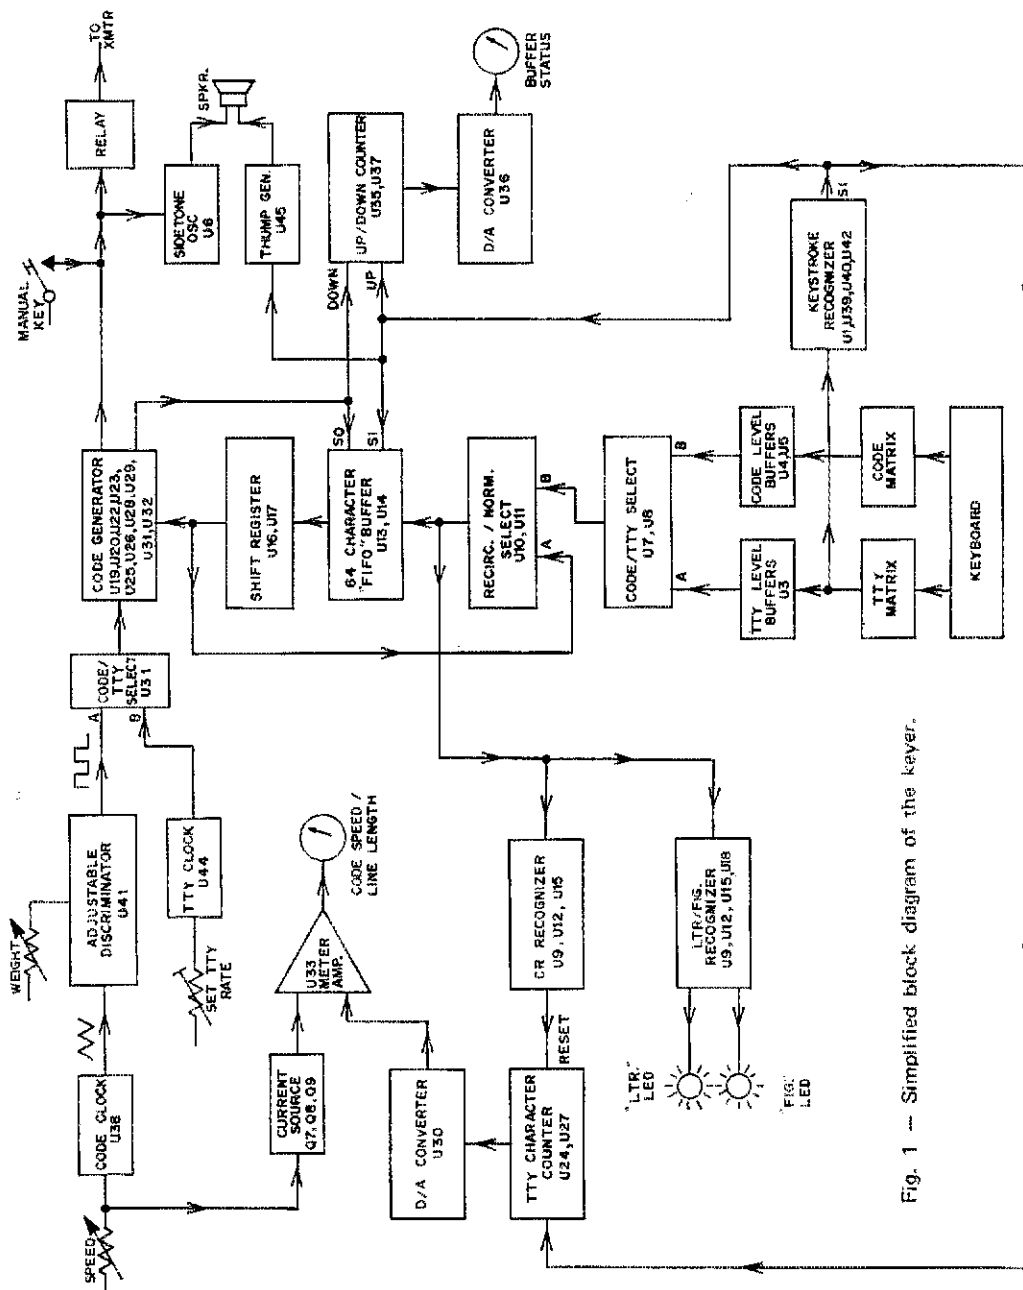 SPEED
CODE CLOCK
U38
WEIGHT
ADJUSTABLE
DISCRIMINATOR
U41
A
B
CODE/
TTY
SELECT
U31
SET TTY
RATE
TTY CLOCK
U44
CODE GENERATOR
U19,U20,U22,U23,
U25,U26,U28,U29,
U31,U32
MANUAL
KEY
RELAY
TO
XMTR
SIDETONE
OSC
U6
SPKR.
THUMP GEN.
U45
CURRENT
SOURCE
Q7,Q8,Q9
U33
METER
AMP.
CODE SPEED/
LINE LENGTH
SHIFT REGISTER
U16,U17
DOWN
UP
UP/DOWN COUNTER
U35,U37
D/A CONVERTER
U36
BUFFER
STATUS
64 CHARACTER
"FIFO" BUFFER
U13,U14
SO
SI
D/A CONVERTER
U30
RECIRC. / NORM.
SELECT
U10,U11
A
B
TTY CHARACTER
COUNTER
U24,U27
RESET
CR RECOGNIZER
U9,U12,U15
CODE/TTY SELECT
U7,U8
A
B
"LTR."
LED
"FIG."
LED
LTR/FIG.
RECOGNIZER
U9,U12,U15,U18
TTY LEVEL
BUFFERS
U3
CODE LEVEL
BUFFERS
U4,U5
KEYSTROKE
RECOGNIZER
U1,U39,U40,U42
SI
TTY
MATRIX
CODE
MATRIX
KEYBOARD
Fig. 1 — Simplified block diagram of the keyer.